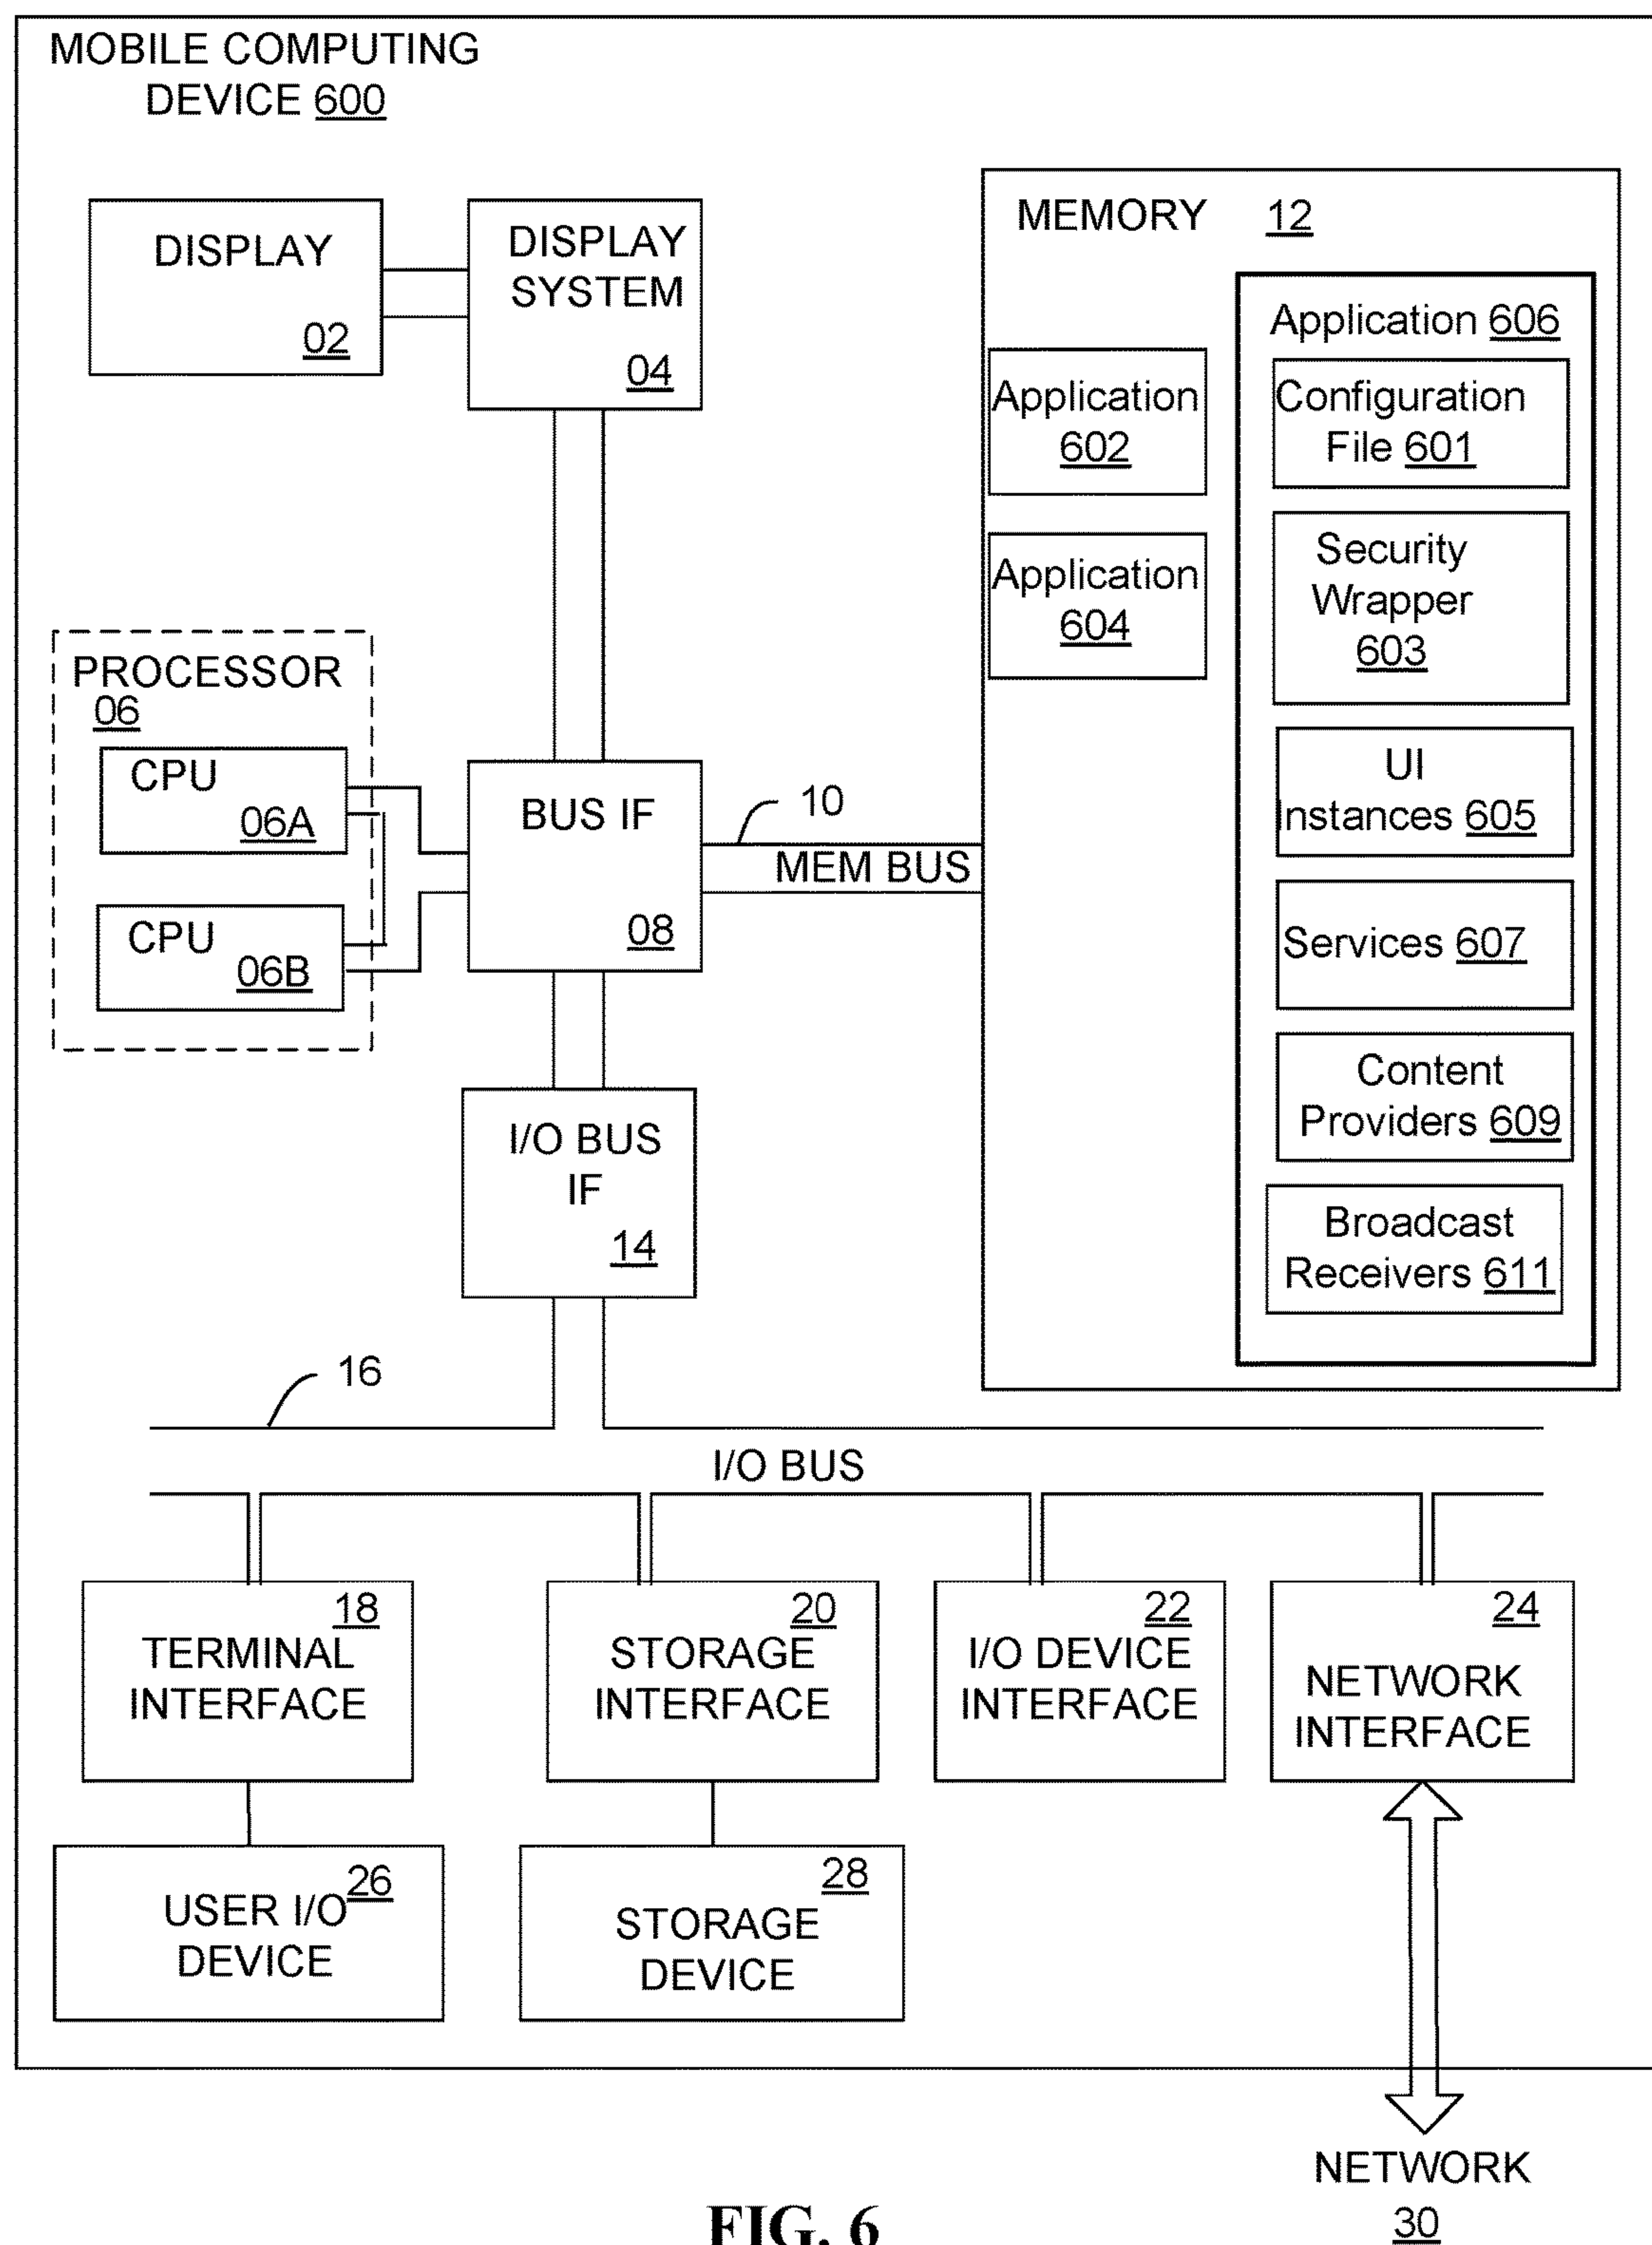 MOBILE COMPUTING
DEVICE 600
DISPLAY
02
DISPLAY
SYSTEM
04
MEMORY 12
Application
602
Application
604
Application 606
Configuration
File 601
Security
Wrapper
603
UI
Instances 605
Services 607
Content
Providers 609
Broadcast
Receivers 611
PROCESSOR
06
CPU
06A
CPU
06B
BUS IF
08
10
MEM BUS
I/O BUS
IF
14
16
I/O BUS
18
TERMINAL
INTERFACE
20
STORAGE
INTERFACE
22
I/O DEVICE
INTERFACE
24
NETWORK
INTERFACE
26
USER I/O
DEVICE
28
STORAGE
DEVICE
NETWORK
30
FIG. 6